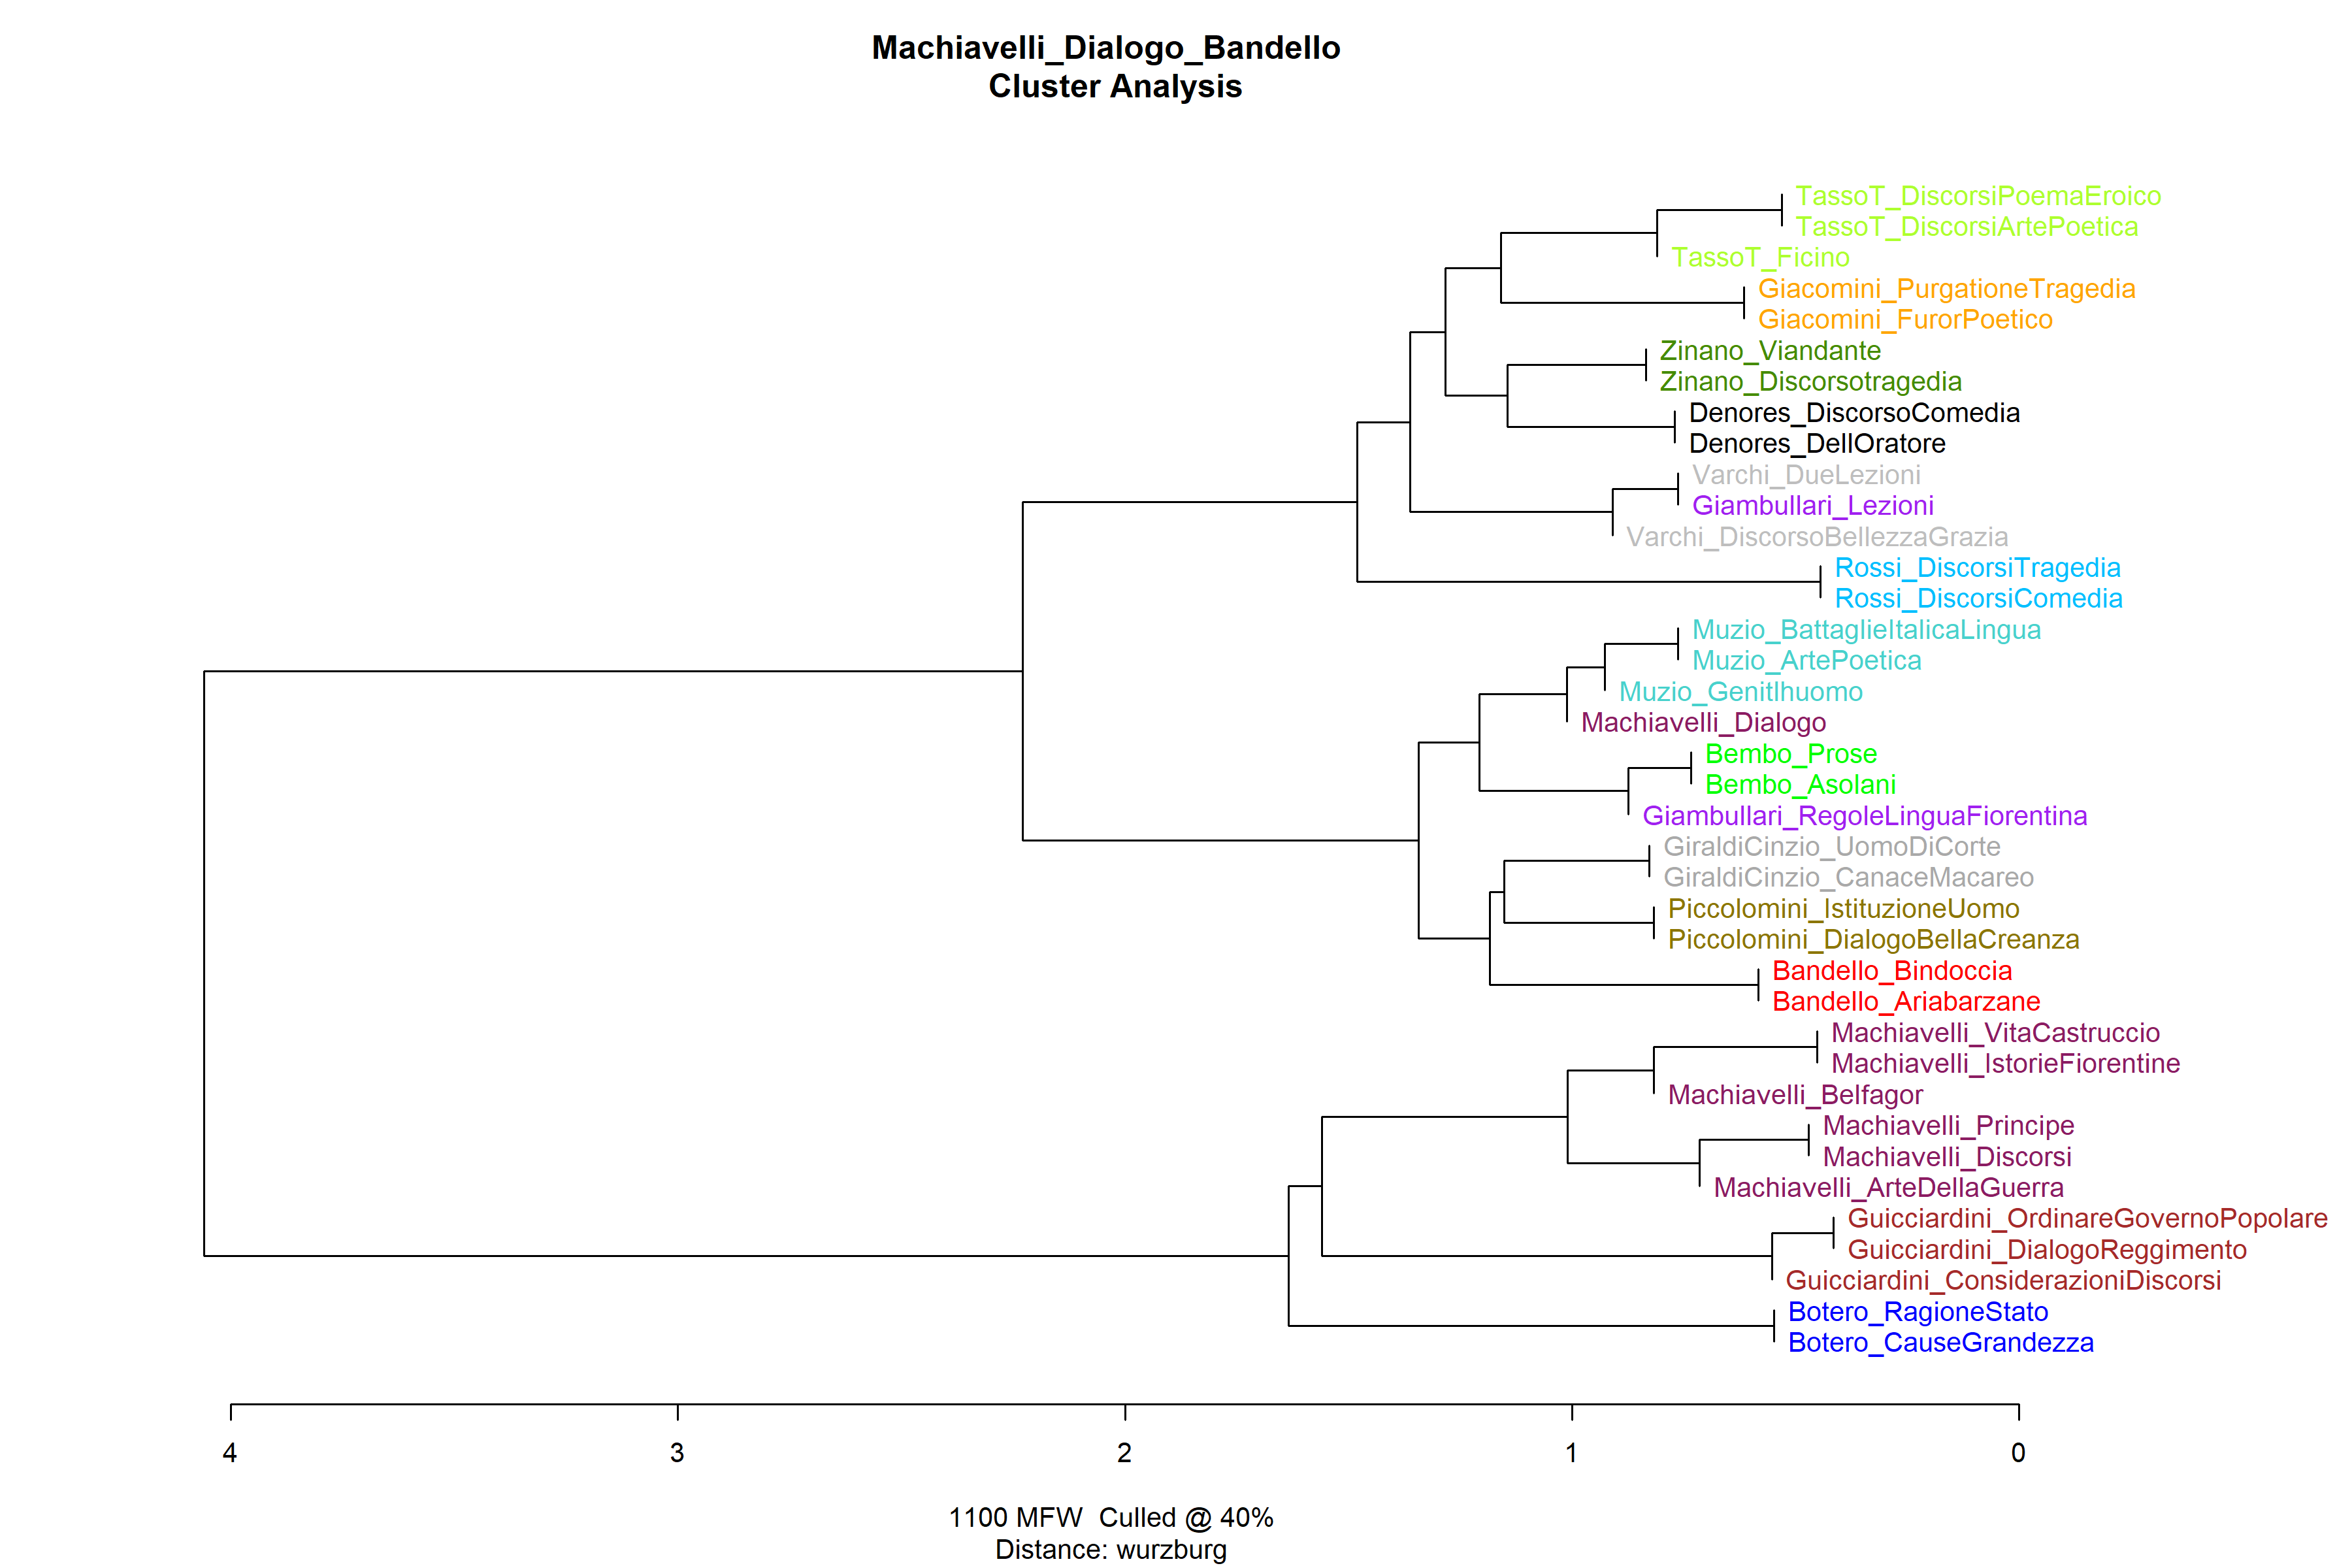 Machiavelli_Dialogo_Bandello
Cluster Analysis
TassoT_DiscorsiPoemaEroico
TassoT_DiscorsiArtePoetica
TassoT_Ficino
Giacomini_PurgationeTragedia
Giacomini_FurorPoetico
Zinano_Viandante
Zinano_Discorsotragedia
Denores_DiscorsoComedia
Denores_DellOratore
Varchi_DueLezioni
Giambullari_Lezioni
Varchi_DiscorsoBellezzaGrazia
Rossi_DiscorsiTragedia
Rossi_DiscorsiComedia
Muzio_BattaglieItalicaLingua
Muzio_ArtePoetica
Muzio_Genitlhuomo
Machiavelli_Dialogo
Bembo_Prose
Bembo_Asolani
Giambullari_RegoleLinguaFiorentina
GiraldiCinzio_UomoDiCorte
GiraldiCinzio_CanaceMacareo
Piccolomini_IstituzioneUomo
Piccolomini_DialogoBellaCreanza
Bandello_Bindoccia
Bandello_Ariabarzane
Machiavelli_VitaCastruccio
Machiavelli_IstorieFiorentine
Machiavelli_Belfagor
Machiavelli_Principe
Machiavelli_Discorsi
Machiavelli_ArteDellaGuerra
Guicciardini_OrdinareGovernoPopolare
Guicciardini_DialogoReggimento
Guicciardini_ConsiderazioniDiscorsi
Botero_RagioneStato
Botero_CauseGrandezza
4 3 2 1 0
1100 MFW  Culled @ 40%
Distance: wurzburg